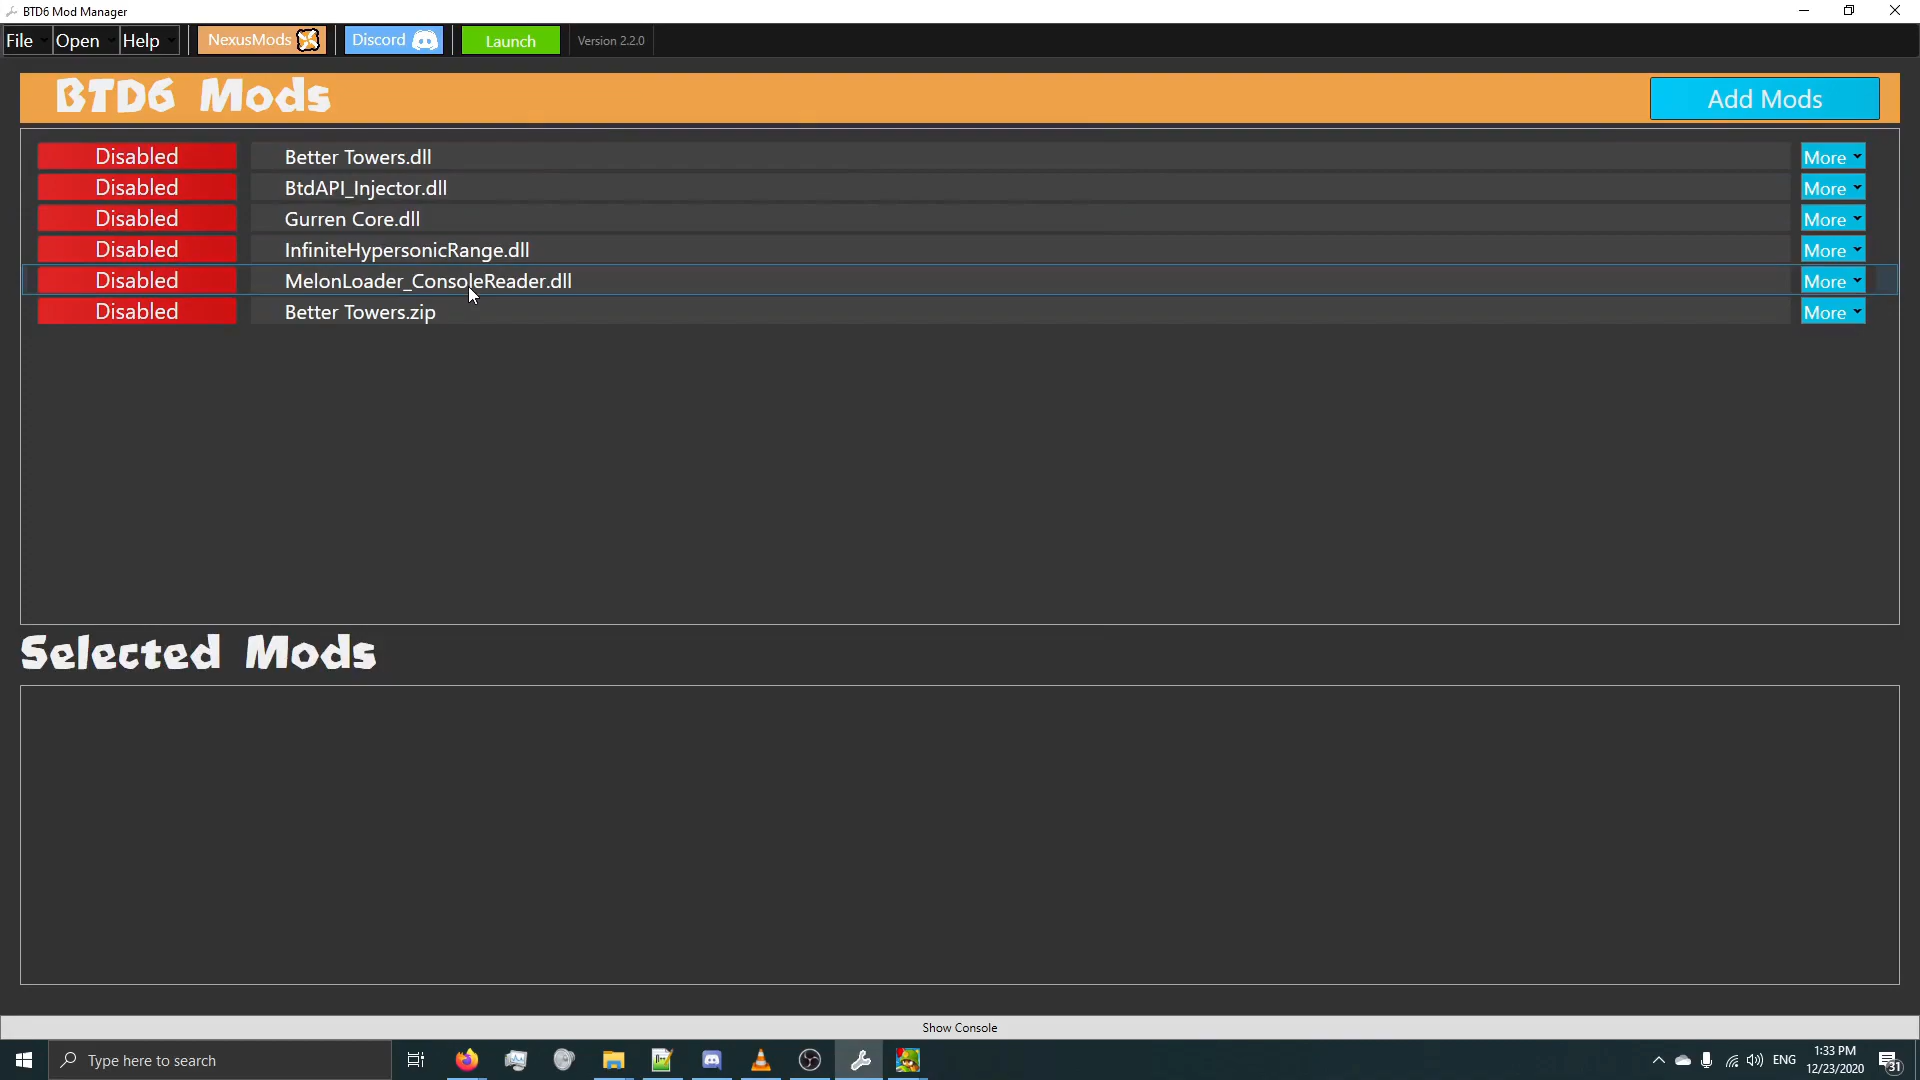 BTD6 Mod Manager
File Open Help NexusMods Discord Launch Version 2.2.0
BTD6 Mods Add Mods
Disabled Better Towers.dll More
Disabled BtdAPI_Injector.dll More
Disabled Gurren Core.dll More
Disabled InfiniteHypersonicRange.dll More
Disabled MelonLoader_ConsoleReader.dll More
Disabled Better Towers.zip More
Selected Mods
Show Console
Type here to search
ENG
1:33 PM
12/23/2020
31